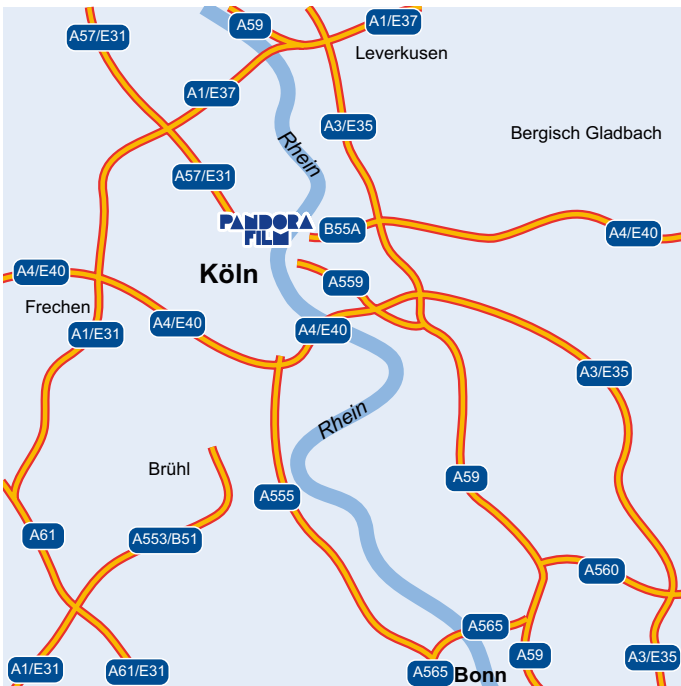 A59
A1/E37
A57/E31
Leverkusen
A1/E37
A3/E35
Bergisch Gladbach
Rhein
A57/E31
PANDORA
FILM
B55A
A4/E40
Köln
A4/E40
A559
Frechen
A4/E40
A4/E40
A1/E31
A3/E35
Rhein
Brühl
A59
A555
A61
A553/B51
A560
A565
A59
A3/E35
A1/E31
A61/E31
A565
Bonn